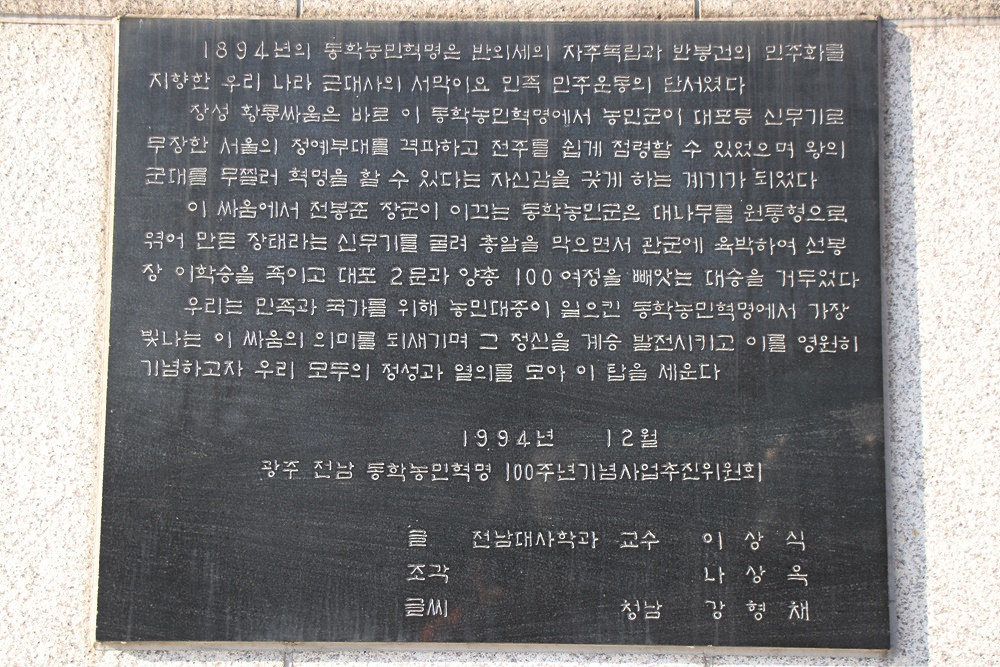 1894년의 동학농민혁명은 반외세의 자주독립과 반봉건의 민주화를
지향한 우리 나라 근대사의 서막이요 민족 민주운동의 단서였다
장성 황룡싸움은 바로 이 동학농민혁명에서 농민군이 대포등 신무기로
무장한 서울의 정예부대를 격파하고 전주를 쉽게 점령할 수 있었으며 왕의
군대를 무찔러 혁명을 할 수 있다는 자신감을 갖게 하는 계기가 되었다
이 싸움에서 전봉준 장군이 이끄는 동학농민군은 대나무를 원통형으로
엮어 만든 장태라는 신무기를 굴려 총알을 막으면서 관군에 육박하여 선봉
장 이학승을 죽이고 대포 2문과 양총 100여정을 빼앗는 대승을 거두었다
우리는 민족과 국가를 위해 농민대중이 일으킨 동학농민혁명에서 가장
빛나는 이 싸움의 의미를 되새기며 그 정신을 계승 발전시키고 이를 영원히
기념하고자 우리 모두의 정성과 열의를 모아 이 탑을 세운다
1994년 12월
광주 전남 동학농민혁명 100주년기념사업추진위원회
글 전남대사학과 교수 이 상 식
조각 나 상 옥
글씨 청남 강 형 채